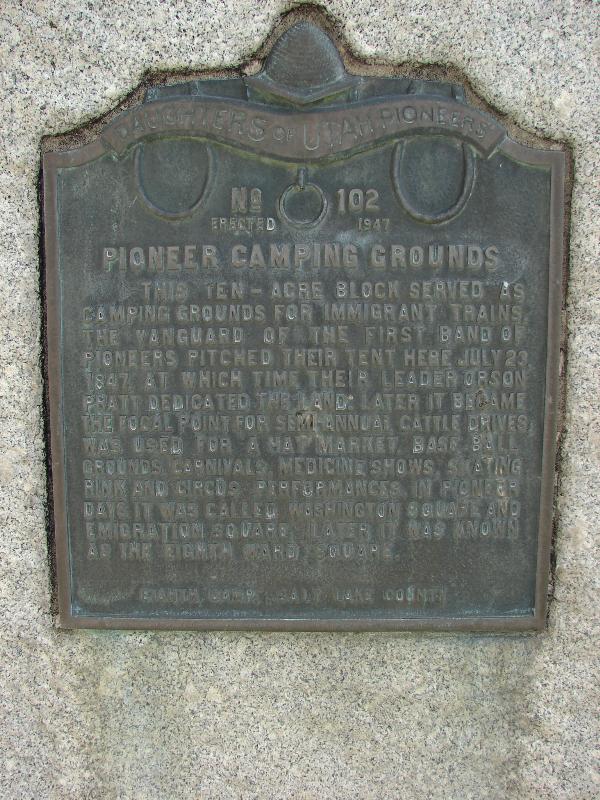 DAUGHTERS OF UTAH PIONEERS
No 102
ERECTED 1947
PIONEER CAMPING GROUNDS
THIS TEN-ACRE BLOCK SERVED AS
CAMPING GROUNDS FOR IMMIGRANT TRAINS.
THE VANGUARD OF THE FIRST BAND OF
PIONEERS PITCHED THEIR TENT HERE JULY 23
1847, AT WHICH TIME THEIR LEADER ORSON
PRATT DEDICATED THE LAND. LATER IT BECAME
THE FOCAL POINT FOR SEMI-ANNUAL CATTLE DRIVES,
WAS USED FOR A HAY MARKET, BASE BALL
GROUNDS, CARNIVALS, MEDICINE SHOWS, SKATING
RINK AND CIRCUS PERFORMANCES. IN PIONEER
DAYS IT WAS CALLED WASHINGTON SQUARE AND
EMIGRATION SQUARE. LATER IT WAS KNOWN
AS THE EIGHTH WARD SQUARE.
EIGHTH CAMP, SALT LAKE COUNTY